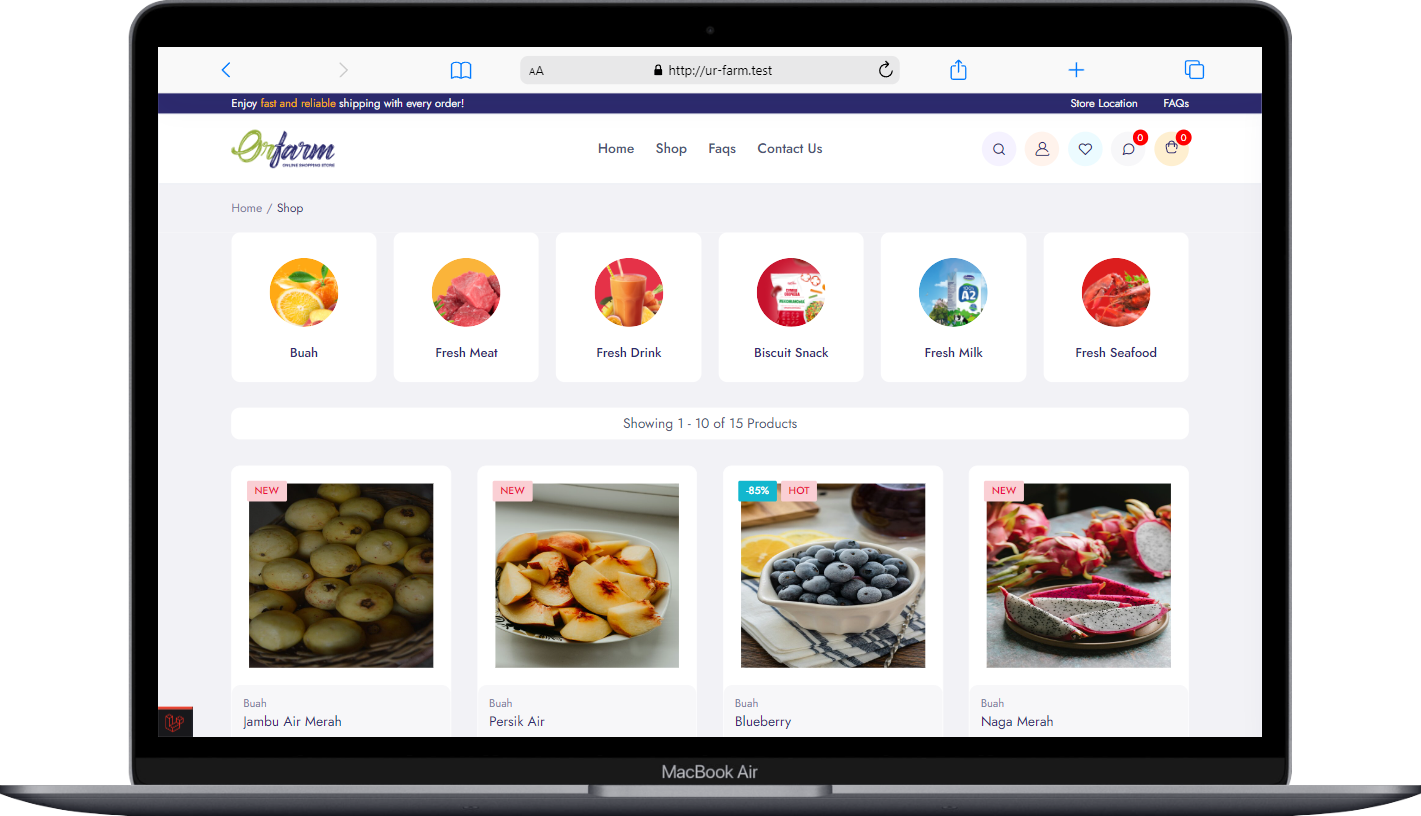 AA http://ur-farm.test
Enjoy fast and reliable shipping with every order! Store Location FAQs
Orfarm
ONLINE SHOPPING STORE
Home Shop Faqs Contact Us
0 0
Home / Shop
A2
Buah Fresh Meat Fresh Drink Biscuit Snack Fresh Milk Fresh Seafood
Showing 1 - 10 of 15 Products
NEW NEW -85% HOT NEW
Buah Buah Buah Buah
Jambu Air Merah Persik Air Blueberry Naga Merah
MacBook Air